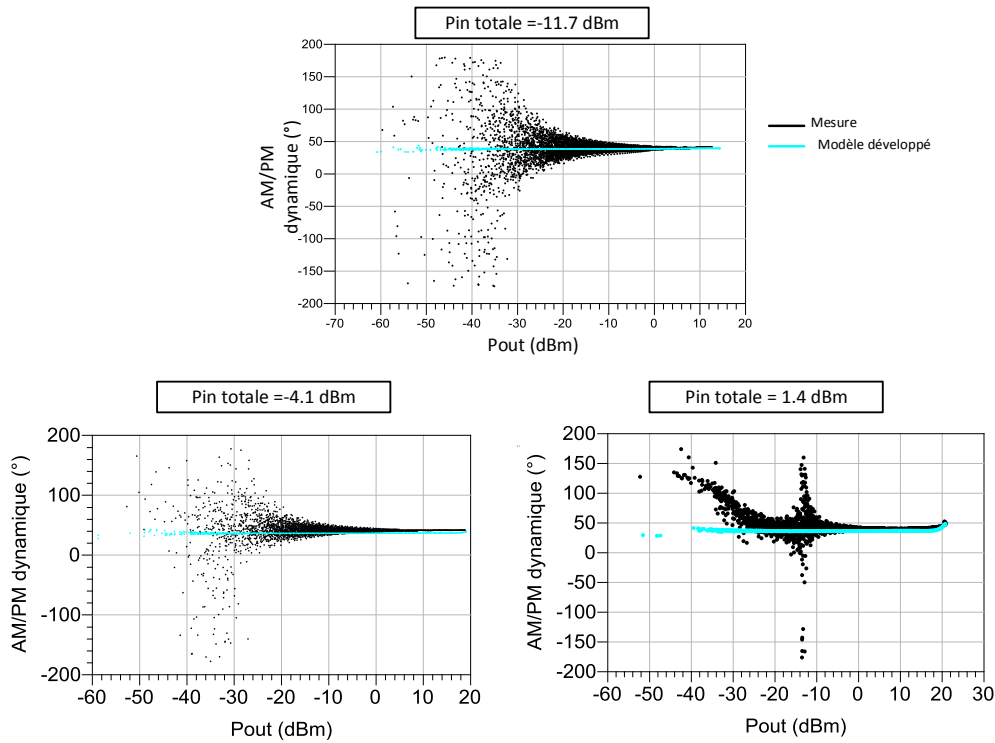 Pin totale =-11.7 dBm
200
150
100
50
0
-50
-100
-150
-200
AM/PM
dynamique (°)
-70 -60 -50 -40 -30 -20 -10 0 10 20
Pout (dBm)
Mesure
Modèle développé
Pin totale =-4.1 dBm
200
100
0
-100
-200
AM/PM dynamique (°)
-60 -50 -40 -30 -20 -10 0 10 20
Pout (dBm)
Pin totale = 1.4 dBm
200
150
100
50
0
-50
-100
-150
-200
AM/PM dynamique (°)
-60 -50 -40 -30 -20 -10 0 10 20 30
Pout (dBm)